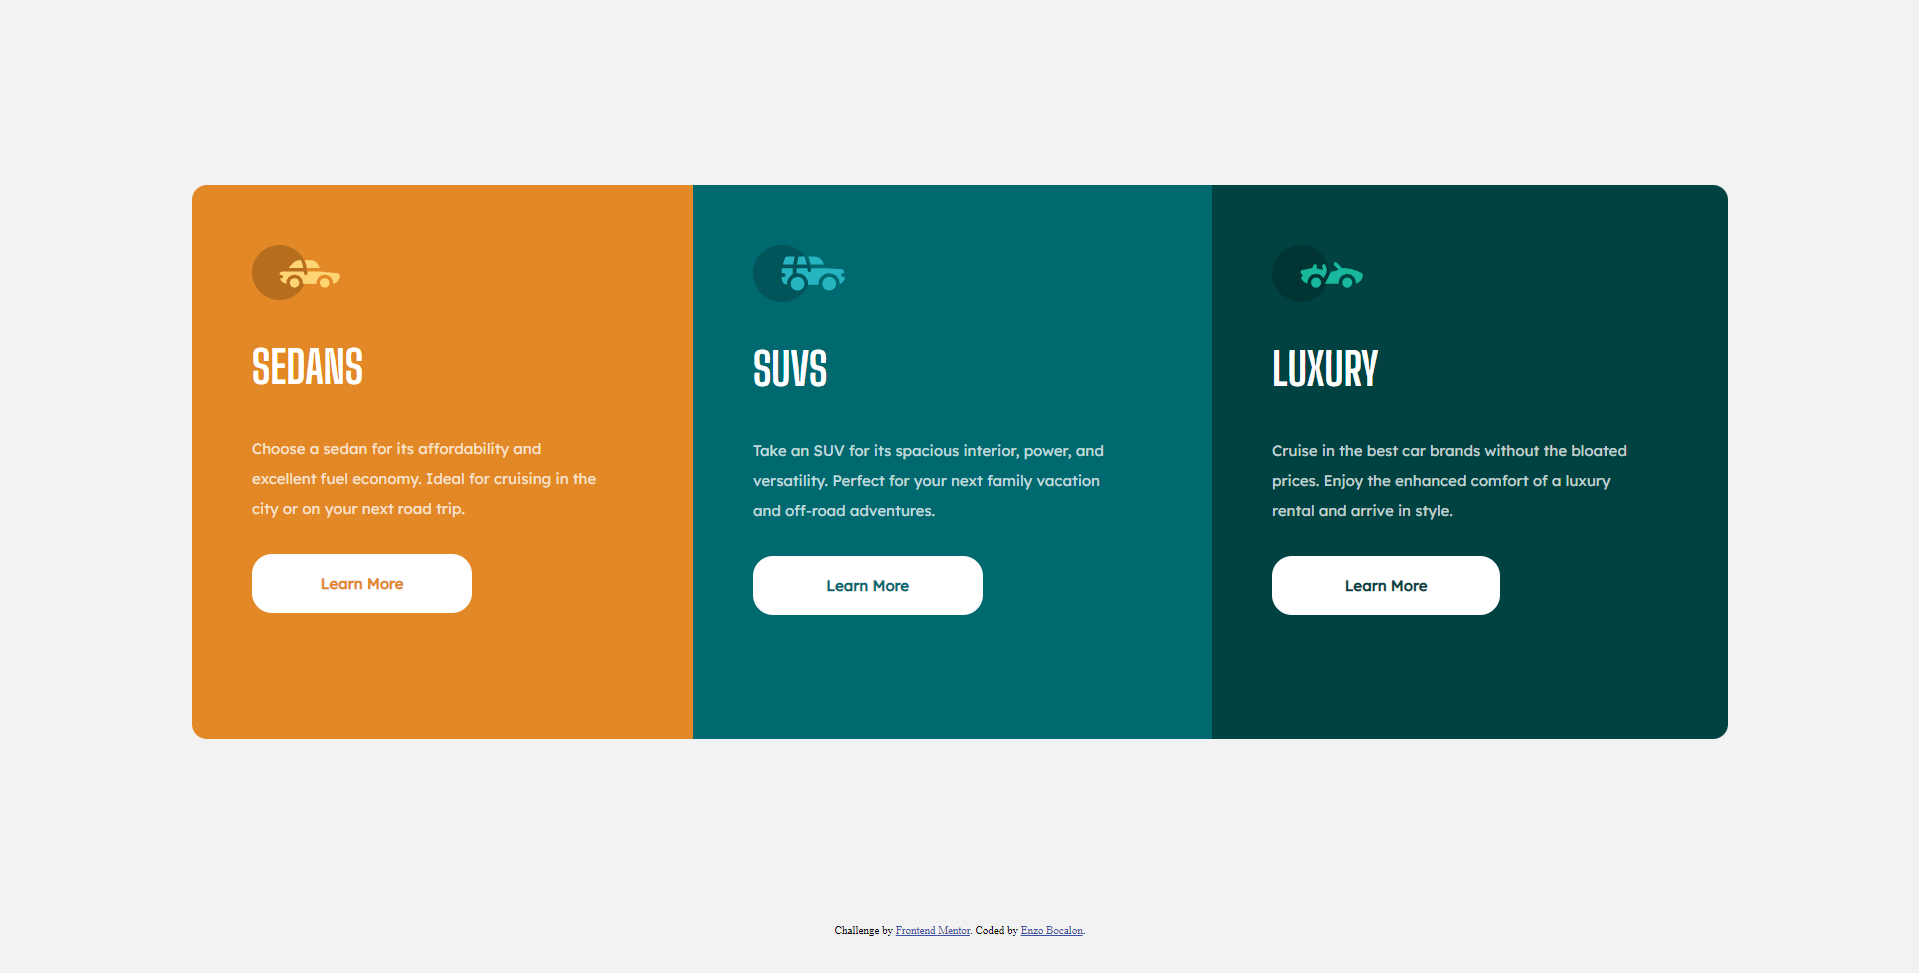 SEDANS
Choose a sedan for its affordability and
excellent fuel economy. Ideal for cruising in the
city or on your next road trip.
Learn More
SUVS
Take an SUV for its spacious interior, power, and
versatility. Perfect for your next family vacation
and off-road adventures.
Learn More
LUXURY
Cruise in the best car brands without the bloated
prices. Enjoy the enhanced comfort of a luxury
rental and arrive in style.
Learn More
Challenge by Frontend Mentor. Coded by Enzo Bocalon.